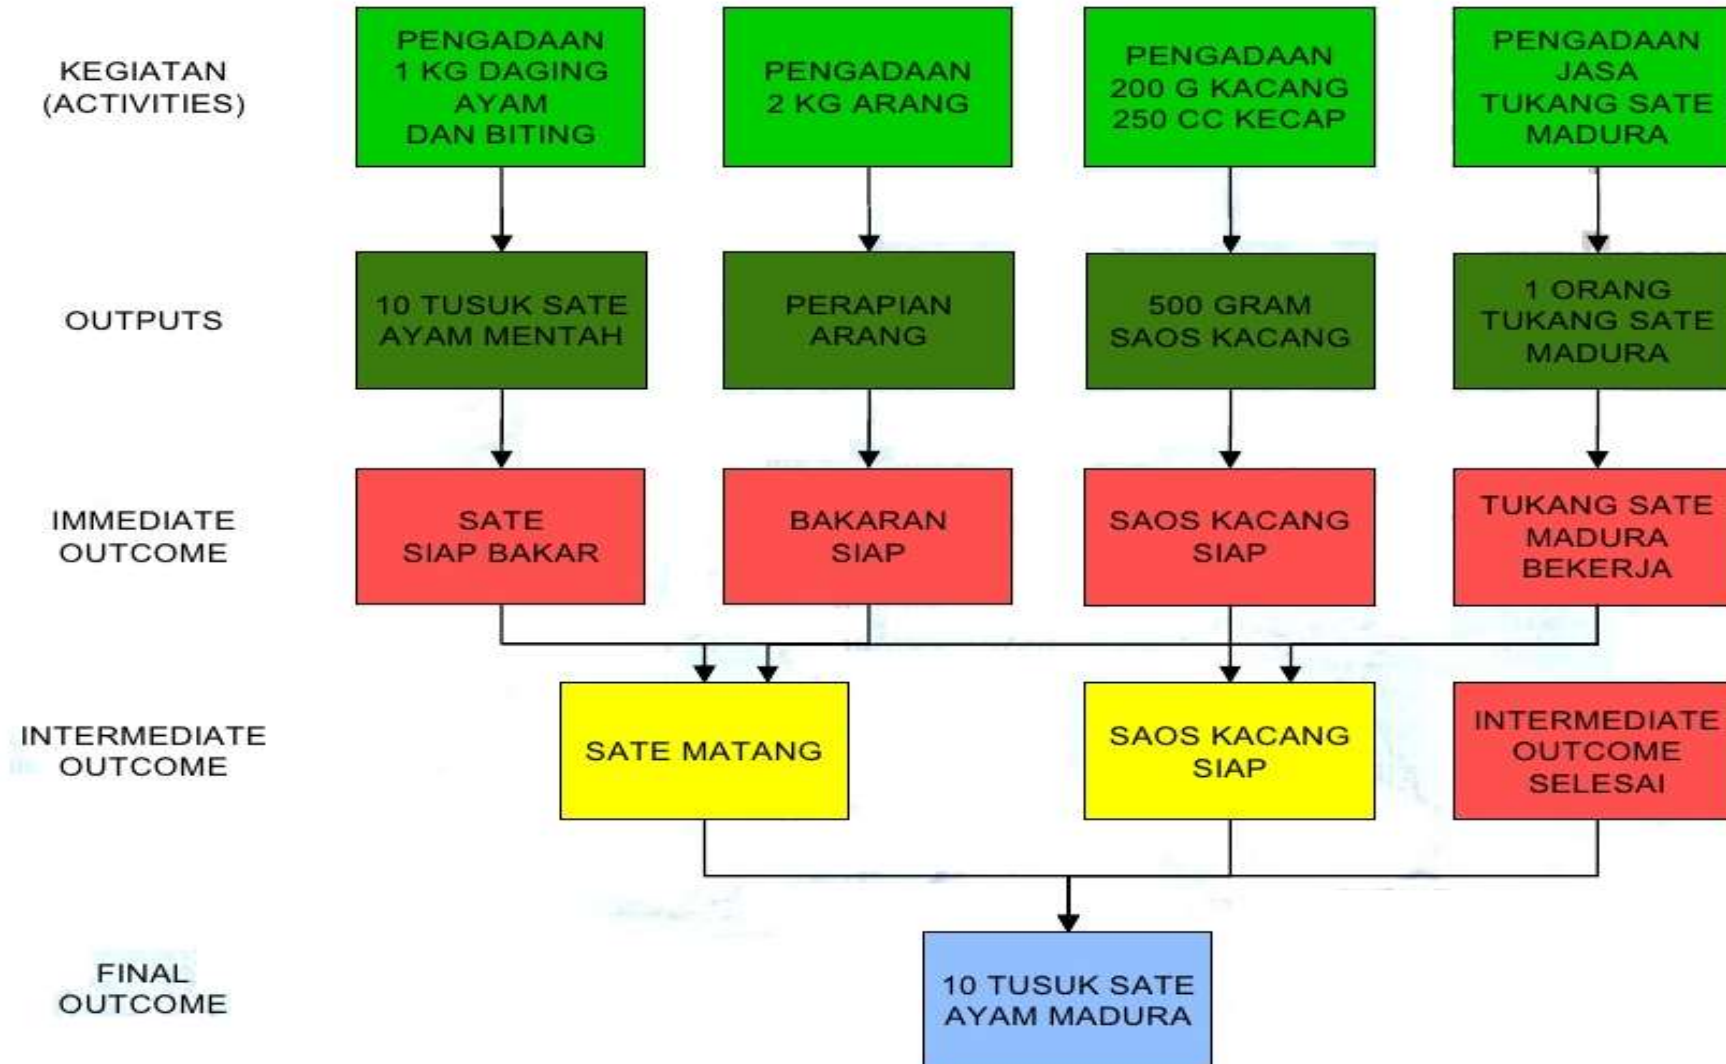 KEGIATAN
(ACTIVITIES)
PENGADAAN
1 KG DAGING
AYAM
DAN BITING
PENGADAAN
2 KG ARANG
PENGADAAN
200 G KACANG
250 CC KECAP
PENGADAAN
JASA
TUKANG SATE
MADURA
OUTPUTS
10 TUSUK SATE
AYAM MENTAH
PERAPIAN
ARANG
500 GRAM
SAOS KACANG
1 ORANG
TUKANG SATE
MADURA
IMMEDIATE
OUTCOME
SATE
SIAP BAKAR
BAKARAN
SIAP
SAOS KACANG
SIAP
TUKANG SATE
MADURA
BEKERJA
INTERMEDIATE
OUTCOME
SATE MATANG
SAOS KACANG
SIAP
INTERMEDIATE
OUTCOME
SELESAI
FINAL
OUTCOME
10 TUSUK SATE
AYAM MADURA